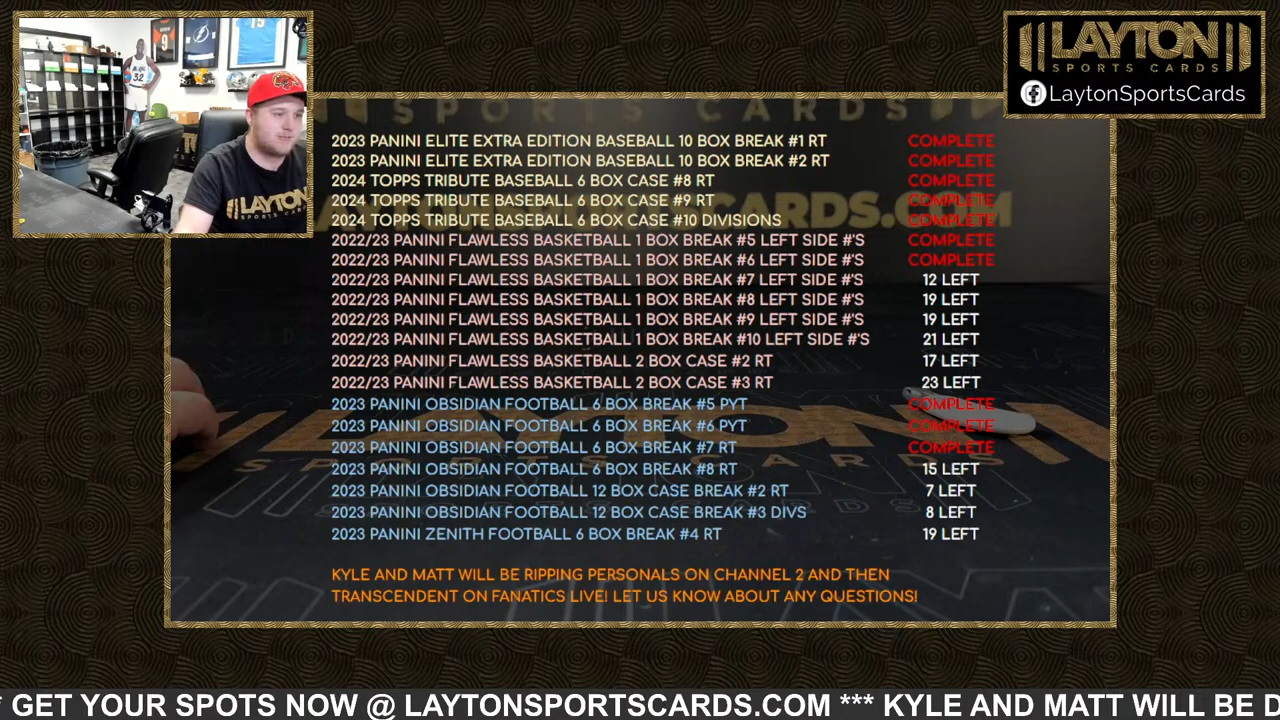 LAYTON
SPORTS CARDS
LaytonSportsCards
SPORTS CARDS
2023 PANINI ELITE EXTRA EDITION BASEBALL 10 BOX BREAK #1 RT COMPLETE
2023 PANINI ELITE EXTRA EDITION BASEBALL 10 BOX BREAK #2 RT COMPLETE
2024 TOPPS TRIBUTE BASEBALL 6 BOX CASE #8 RT COMPLETE
2024 TOPPS TRIBUTE BASEBALL 6 BOX CASE #9 RT COMPLETE
2024 TOPPS TRIBUTE BASEBALL 6 BOX CASE #10 DIVISIONS COMPLETE
2022/23 PANINI FLAWLESS BASKETBALL 1 BOX BREAK #5 LEFT SIDE #'S COMPLETE
2022/23 PANINI FLAWLESS BASKETBALL 1 BOX BREAK #6 LEFT SIDE #'S COMPLETE
2022/23 PANINI FLAWLESS BASKETBALL 1 BOX BREAK #7 LEFT SIDE #'S 12 LEFT
2022/23 PANINI FLAWLESS BASKETBALL 1 BOX BREAK #8 LEFT SIDE #'S 19 LEFT
2022/23 PANINI FLAWLESS BASKETBALL 1 BOX BREAK #9 LEFT SIDE #'S 19 LEFT
2022/23 PANINI FLAWLESS BASKETBALL 1 BOX BREAK #10 LEFT SIDE #'S 21 LEFT
2022/23 PANINI FLAWLESS BASKETBALL 2 BOX CASE #2 RT 17 LEFT
2022/23 PANINI FLAWLESS BASKETBALL 2 BOX CASE #3 RT 23 LEFT
2023 PANINI OBSIDIAN FOOTBALL 6 BOX BREAK #5 PYT COMPLETE
2023 PANINI OBSIDIAN FOOTBALL 6 BOX BREAK #6 PYT COMPLETE
2023 PANINI OBSIDIAN FOOTBALL 6 BOX BREAK #7 RT COMPLETE
2023 PANINI OBSIDIAN FOOTBALL 6 BOX BREAK #8 RT 15 LEFT
2023 PANINI OBSIDIAN FOOTBALL 12 BOX CASE BREAK #2 RT 7 LEFT
2023 PANINI OBSIDIAN FOOTBALL 12 BOX CASE BREAK #3 DIVS 8 LEFT
2023 PANINI ZENITH FOOTBALL 6 BOX BREAK #4 RT 19 LEFT
KYLE AND MATT WILL BE RIPPING PERSONALS ON CHANNEL 2 AND THEN
TRANSCENDENT ON FANATICS LIVE! LET US KNOW ABOUT ANY QUESTIONS!
* GET YOUR SPOTS NOW @ LAYTONSPORTSCARDS.COM *** KYLE AND MATT WILL BE D